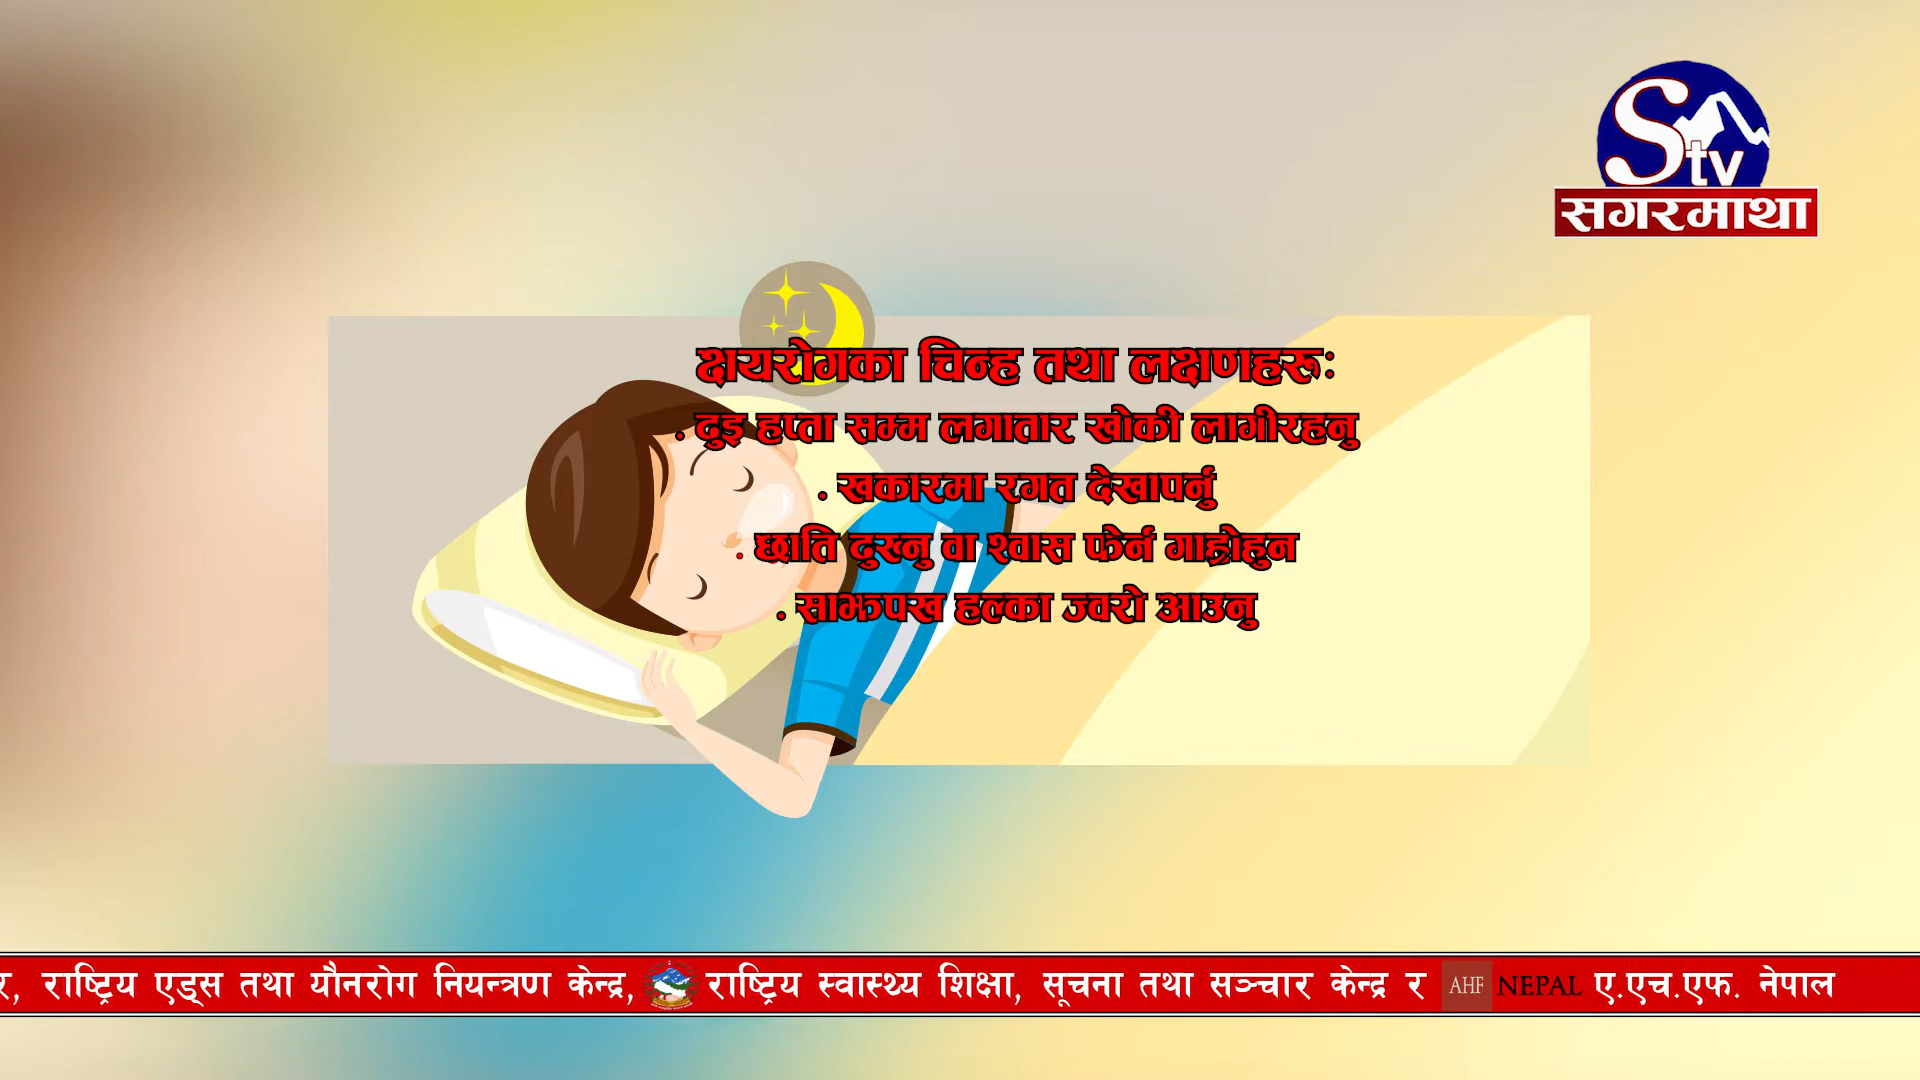 Stv
सगरमाथा
क्षयरोगका चिन्ह तथा लक्षणहरूः
. दुइ हप्ता सम्म लगातार खोकी लागीरहनु
. खकारमा रगत देखापर्नु
. छाति दुख्नु वा श्वास फेर्न गाह्रोहुन
. साझपख हल्का ज्वरो आउनु
र, राष्ट्रिय एड्स तथा यौनरोग नियन्त्रण केन्द्र, राष्ट्रिय स्वास्थ्य शिक्षा, सूचना तथा सञ्चार केन्द्र र AHF NEPAL ए.एच.एफ. नेपाल